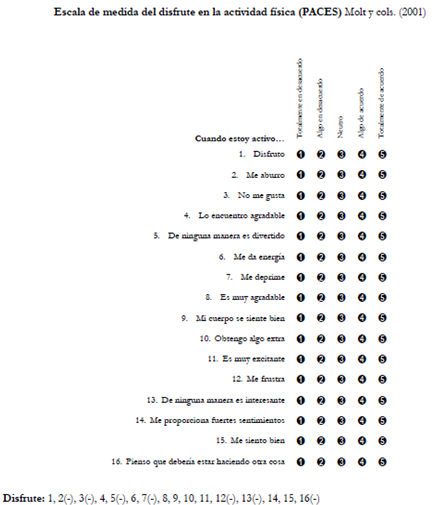 Escala de medida del disfrute en la actividad física (PACES) Molt y cols. (2001)
Totalmente en desacuerdo
Algo en desacuerdo
Neutro
Algo de acuerdo
Totalmente de acuerdo
Cuando estoy activo…
1. Disfruto 1 2 3 4 5
2. Me aburro 1 2 3 4 5
3. No me gusta 1 2 3 4 5
4. Lo encuentro agradable 1 2 3 4 5
5. De ninguna manera es divertido 1 2 3 4 5
6. Me da energía 1 2 3 4 5
7. Me deprime 1 2 3 4 5
8. Es muy agradable 1 2 3 4 5
9. Mi cuerpo se siente bien 1 2 3 4 5
10. Obtengo algo extra 1 2 3 4 5
11. Es muy excitante 1 2 3 4 5
12. Me frustra 1 2 3 4 5
13. De ninguna manera es interesante 1 2 3 4 5
14. Me proporciona fuertes sentimientos 1 2 3 4 5
15. Me siento bien 1 2 3 4 5
16. Pienso que debería estar haciendo otra cosa 1 2 3 4 5
Disfrute: 1, 2(-), 3(-), 4, 5(-), 6, 7(-), 8, 9, 10, 11, 12(-), 13(-), 14, 15, 16(-)